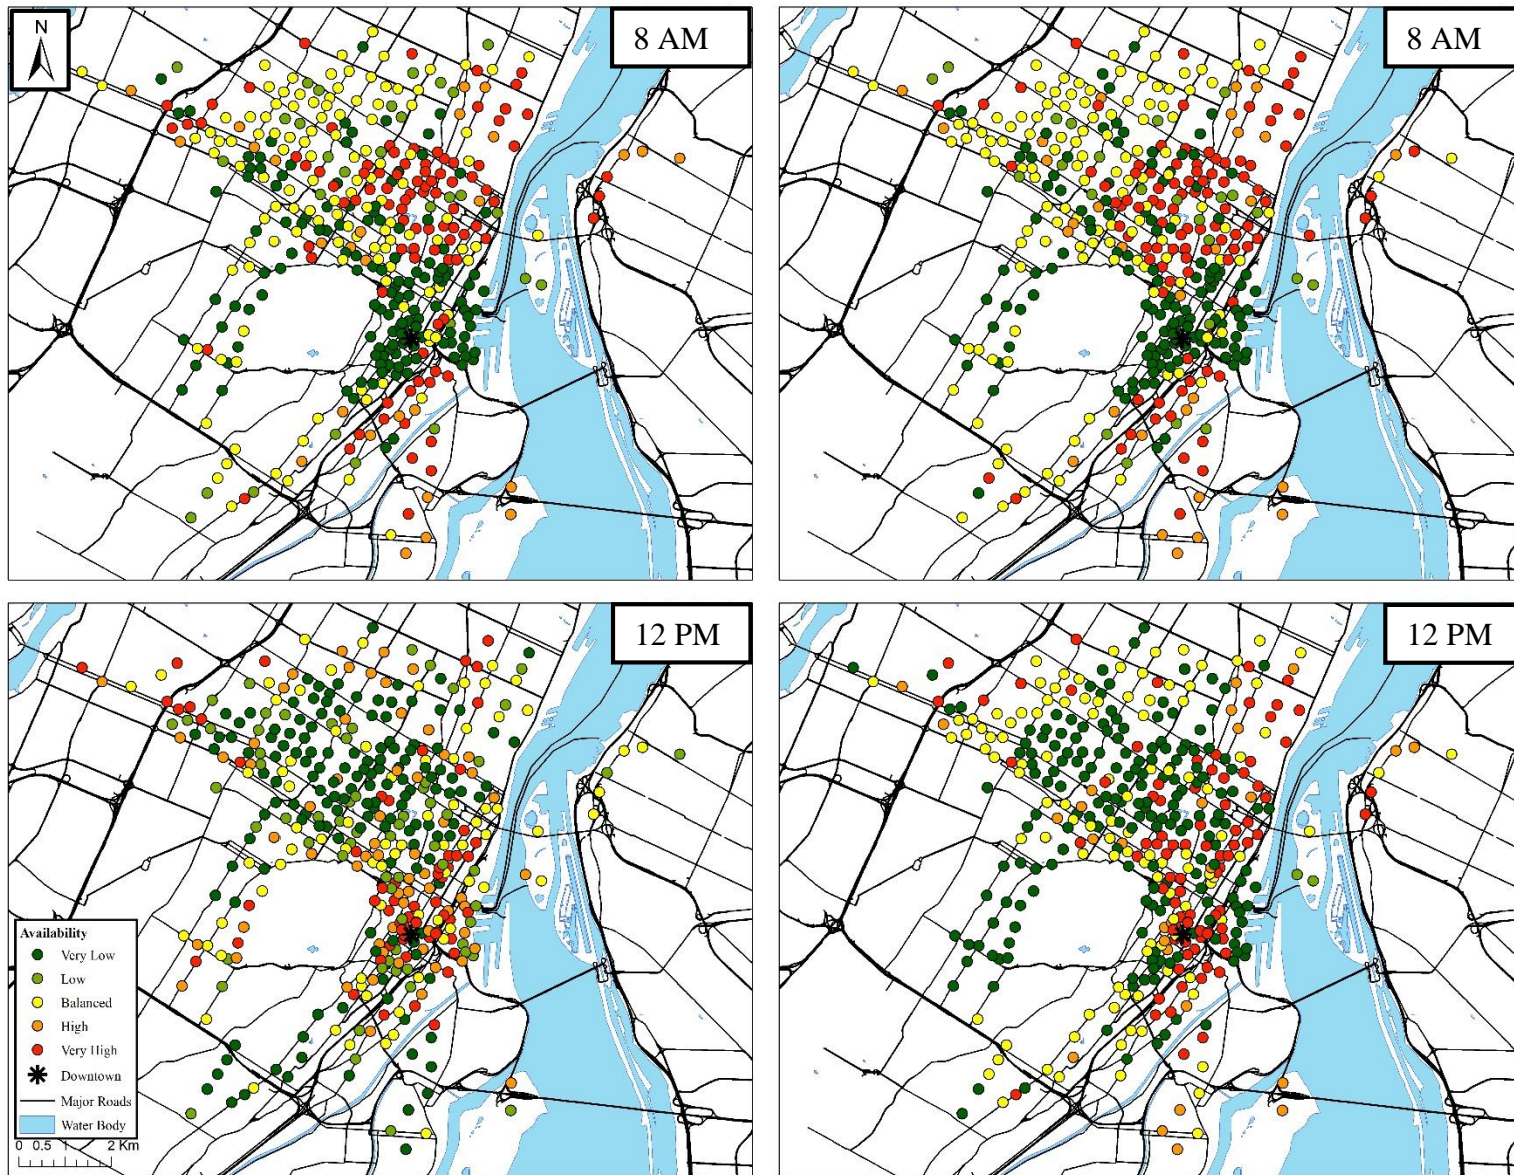 N
8 AM
8 AM
12 PM
12 PM
Availability
Very Low
Low
Balanced
High
Very High
Downtown
Major Roads
Water Body
0 0.5 1 2 Km